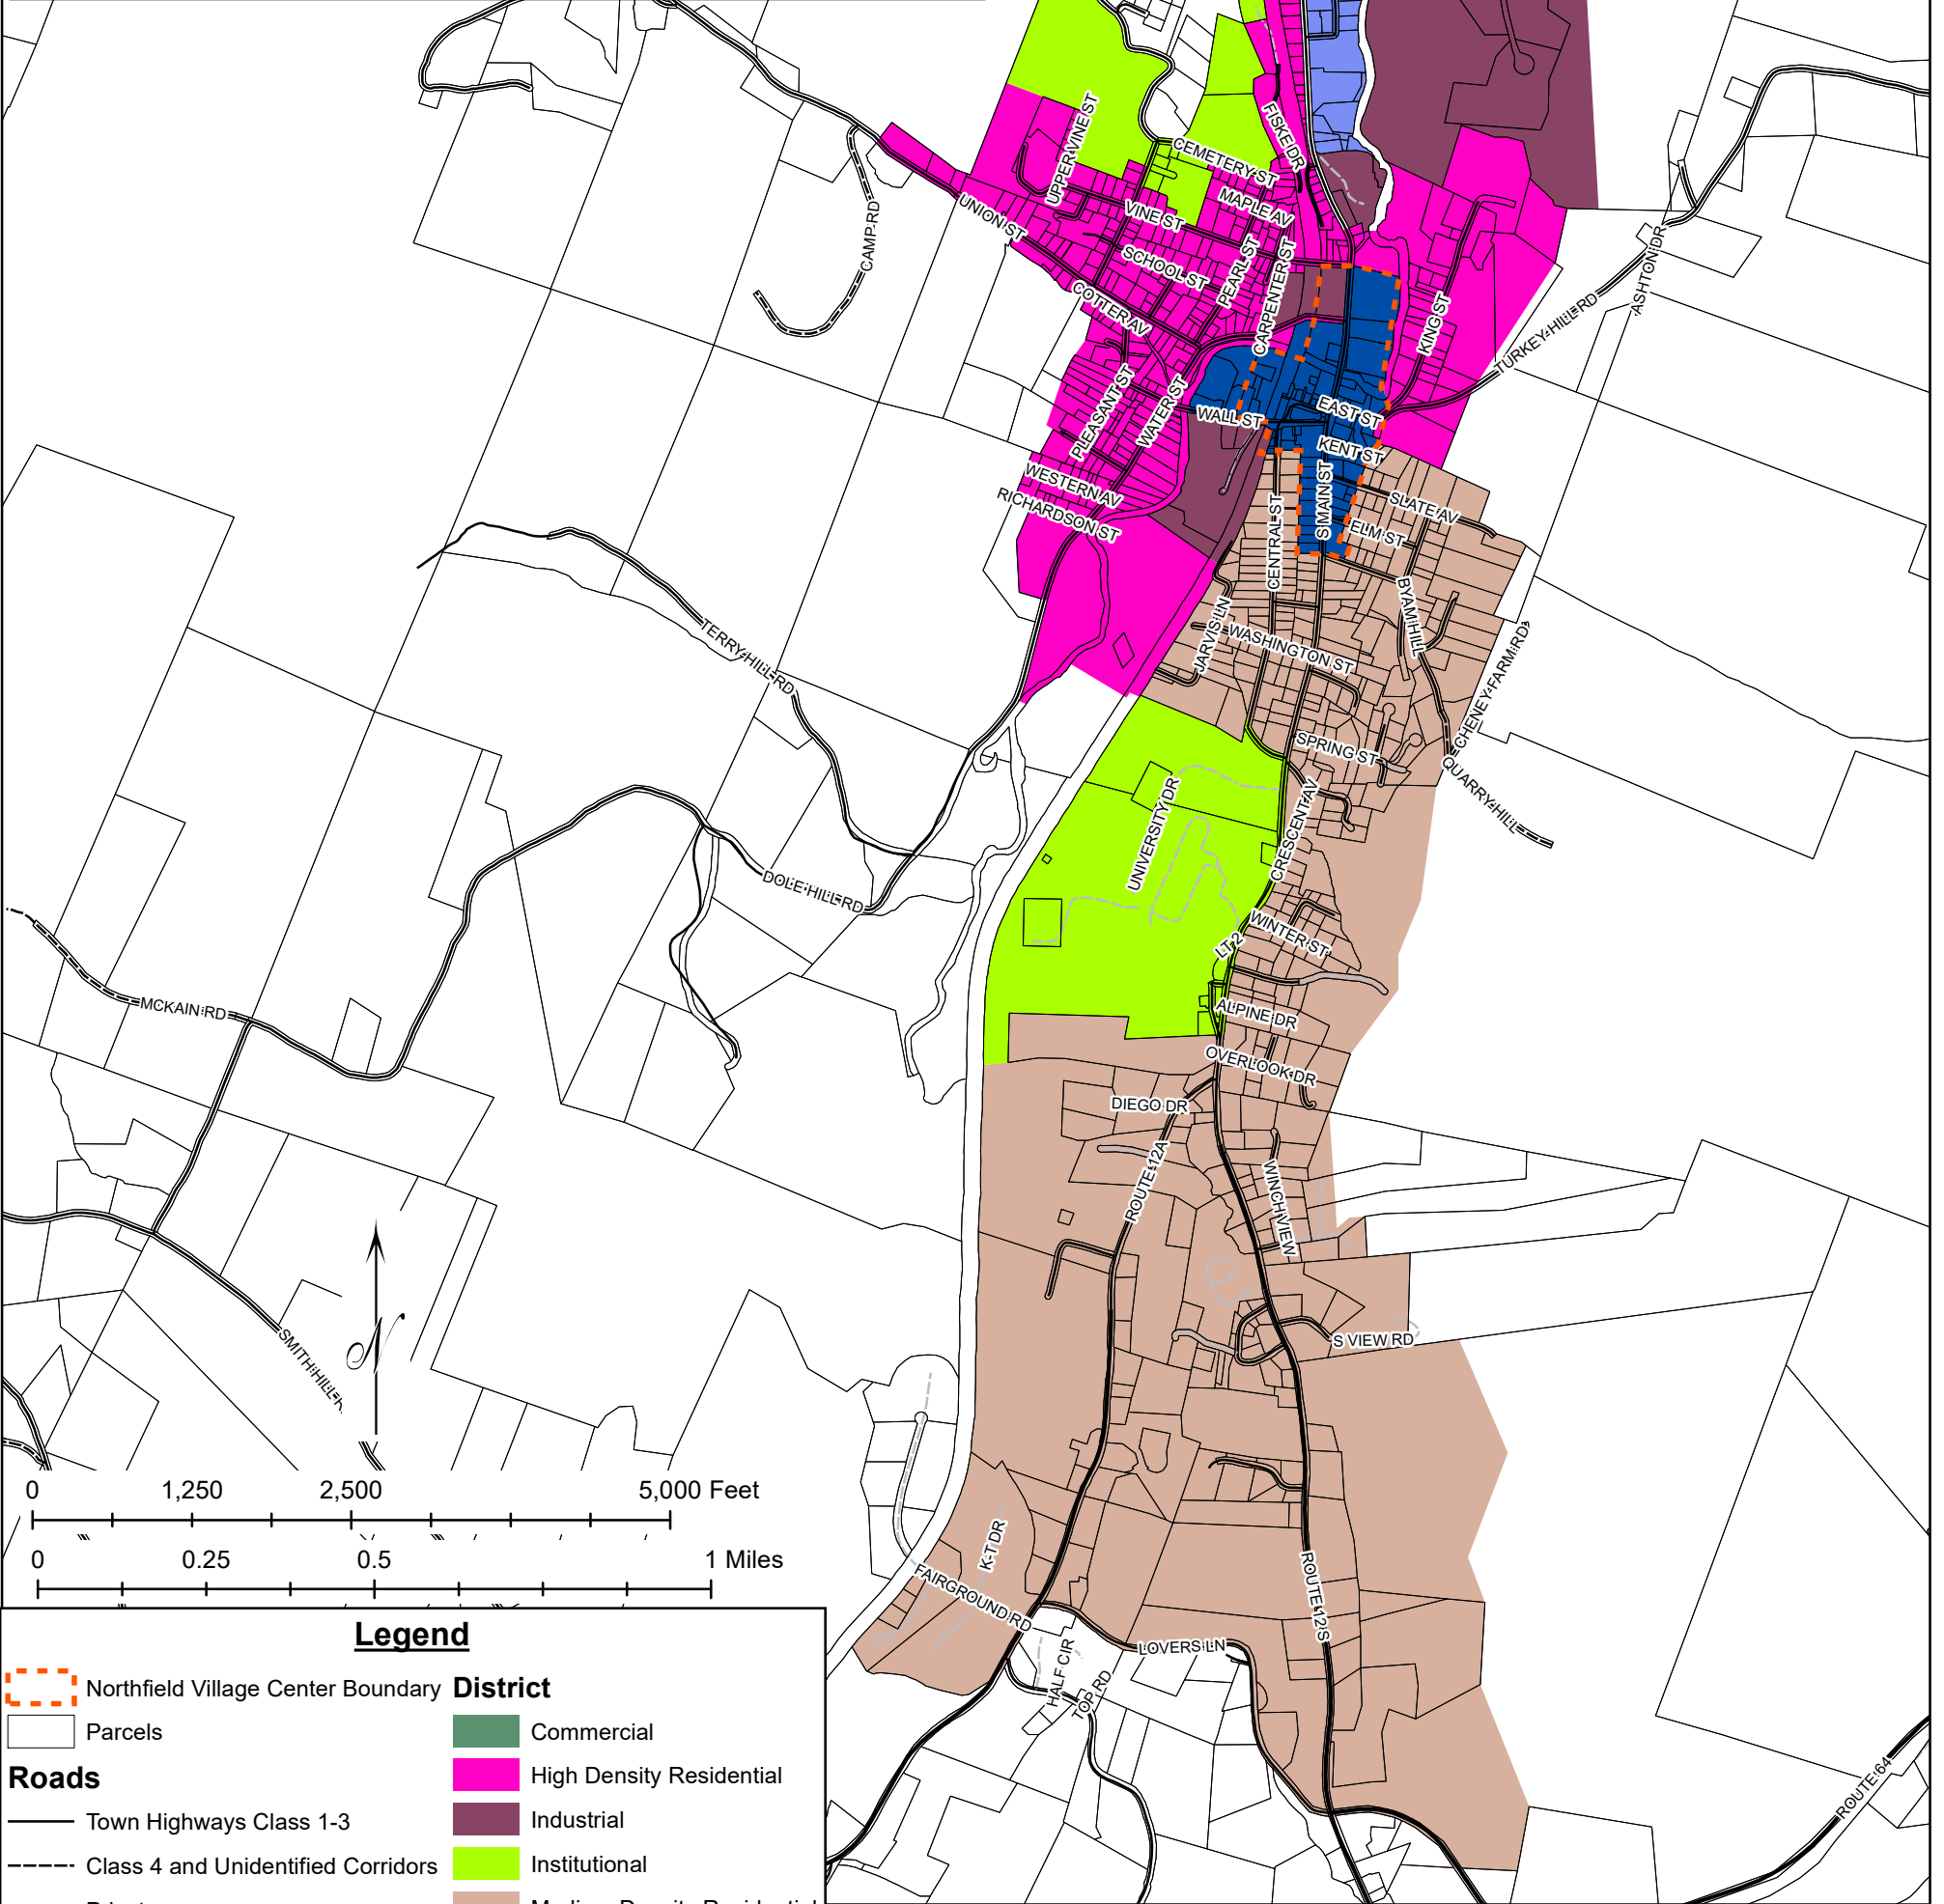 UPPER VINE ST
CEMETERY ST
FISKE DR
MAPLE AV
VINE ST
UNION ST
CAMP RD
SCHOOL ST
PEARL ST
CARPENTER ST
COTTER AV
KING ST
ASHTON DR
TURKEY HILL RD
PLEASANT ST
WATER ST
WALL ST
EAST ST
KENT ST
WESTERN AV
RICHARDSON ST
CENTRAL ST
S MAIN ST
SLATE AV
ELM ST
BYAM HILL
JARVIS LN
WASHINGTON ST
TERRY HILL RD
CHENEY FARM RD
SPRING ST
QUARRY HILL
UNIVERSITY DR
CRESCENT AV
DOLE HILL RD
WINTER ST
LT 2
MCKAIN RD
ALPINE DR
OVERLOOK DR
DIEGO DR
ROUTE 12A
WINCH VIEW
SMITH HILL R
N
S VIEW RD
K-T DR
FAIRGROUND RD
ROUTE 12 S
LOVERS LN
HALF CIR
TOP RD
ROUTE 64
0 1,250 2,500 5,000 Feet
0 0.25 0.5 1 Miles
Legend
Northfield Village Center Boundary
Parcels
Roads
Town Highways Class 1-3
Class 4 and Unidentified Corridors
District
Commercial
High Density Residential
Industrial
Institutional
Medium Density Residential